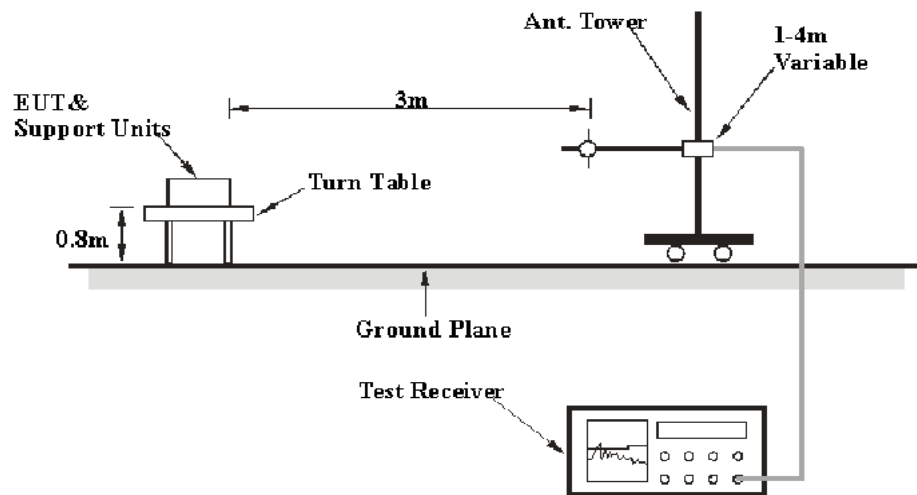 Ant. Tower
1-4m
Variable
3m
EUT&
Support Units
Turn Table
0.8m
Ground Plane
Test Receiver